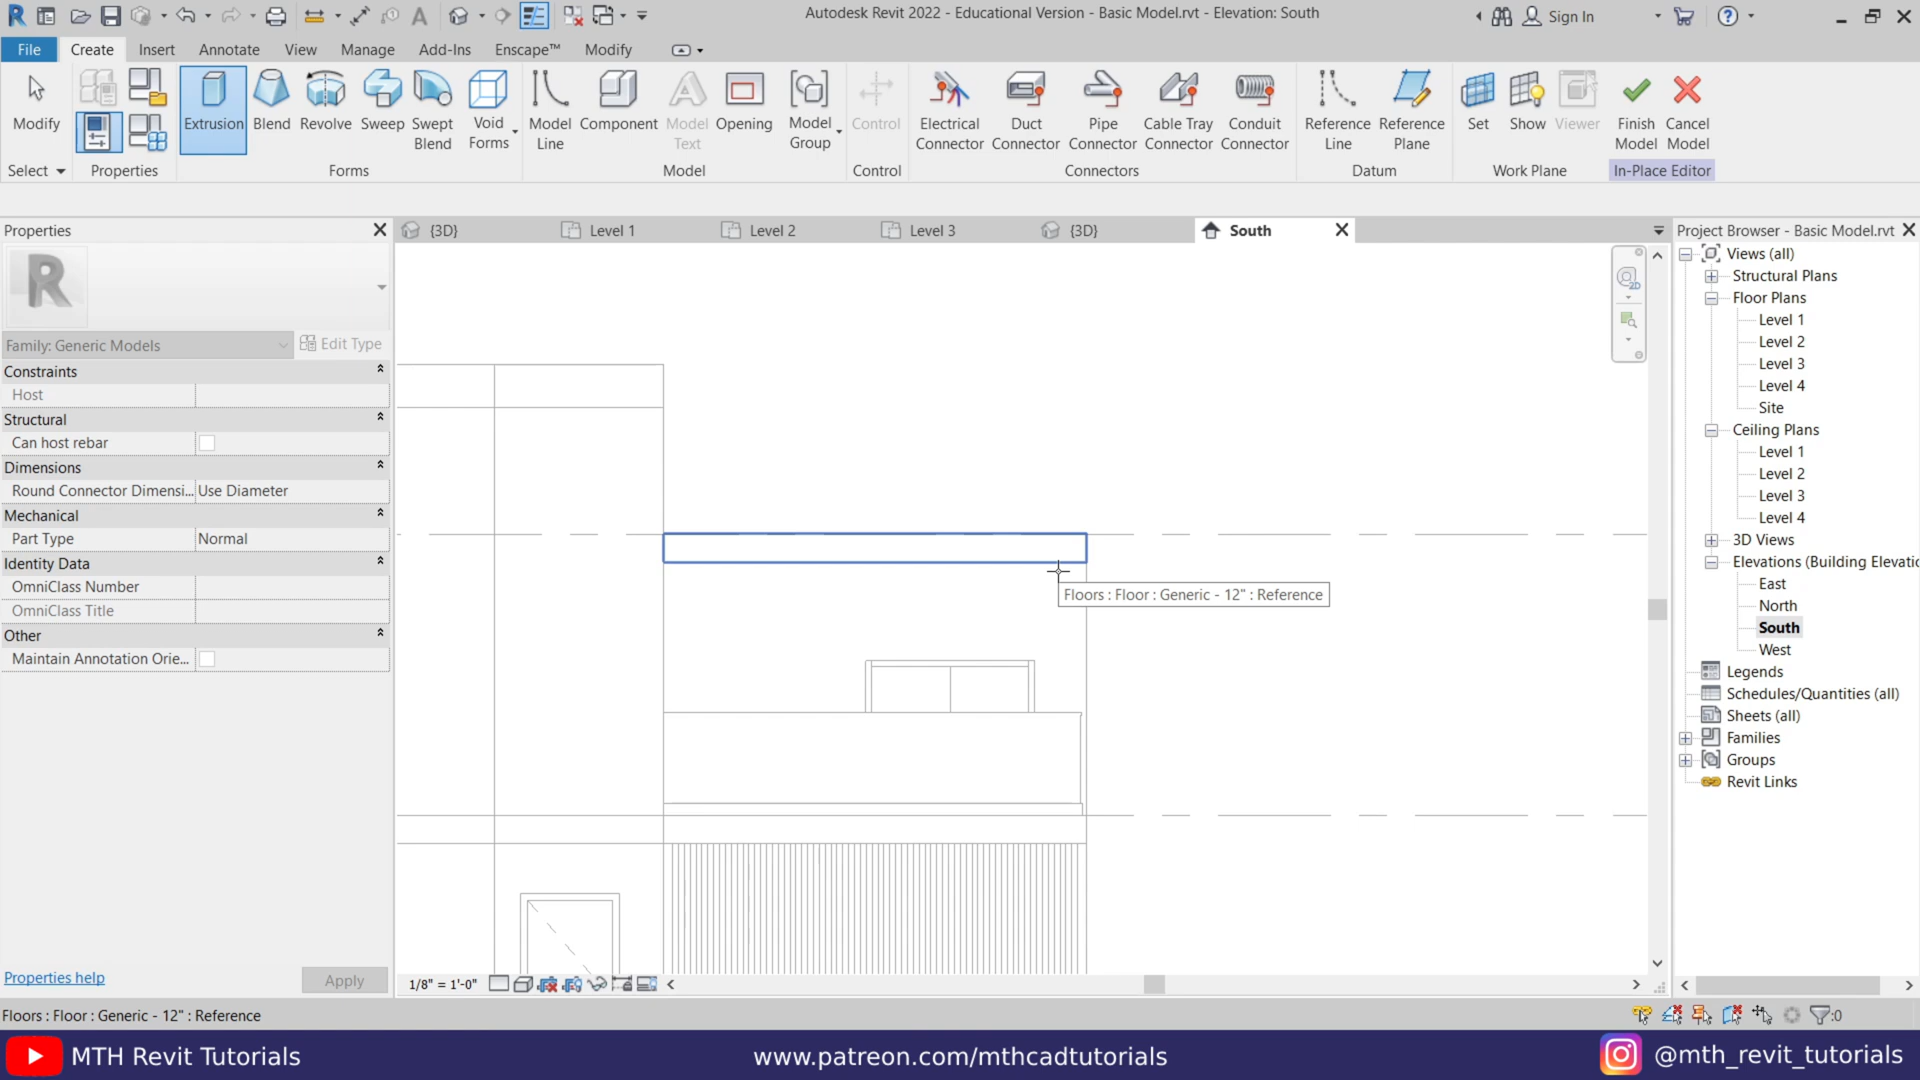 Autodesk Revit 2022 - Educational Version - Basic Model.rvt - Elevation: South
Sign In
File Create Insert Annotate View Manage Add-Ins Enscape™ Modify
Modify
Extrusion Blend Revolve Sweep Swept Blend Void Forms
Model Line Component Model Text Opening Model Group
Control
Electrical Connector Duct Connector Pipe Connector Cable Tray Connector Conduit Connector
Reference Line Reference Plane
Set Show Viewer
Finish Model Cancel Model
Select Properties Forms Model Control Connectors Datum Work Plane In-Place Editor
Properties
{3D} Level 1 Level 2 Level 3 {3D} South
Project Browser - Basic Model.rvt
R
Family: Generic Models
Edit Type
Constraints
Host
Structural
Can host rebar
Dimensions
Round Connector Dimensi... Use Diameter
Mechanical
Part Type Normal
Identity Data
OmniClass Number
OmniClass Title
Other
Maintain Annotation Orie...
Properties help
Apply
2D
Floors : Floor : Generic - 12" : Reference
Views (all)
Structural Plans
Floor Plans
Level 1
Level 2
Level 3
Level 4
Site
Ceiling Plans
Level 1
Level 2
Level 3
Level 4
3D Views
Elevations (Building Elevatic
East
North
South
West
Legends
Schedules/Quantities (all)
Sheets (all)
Families
Groups
Revit Links
1/8" = 1'-0"
Floors : Floor : Generic - 12" : Reference
:0
MTH Revit Tutorials
www.patreon.com/mthcadtutorials
@mth_revit_tutorials